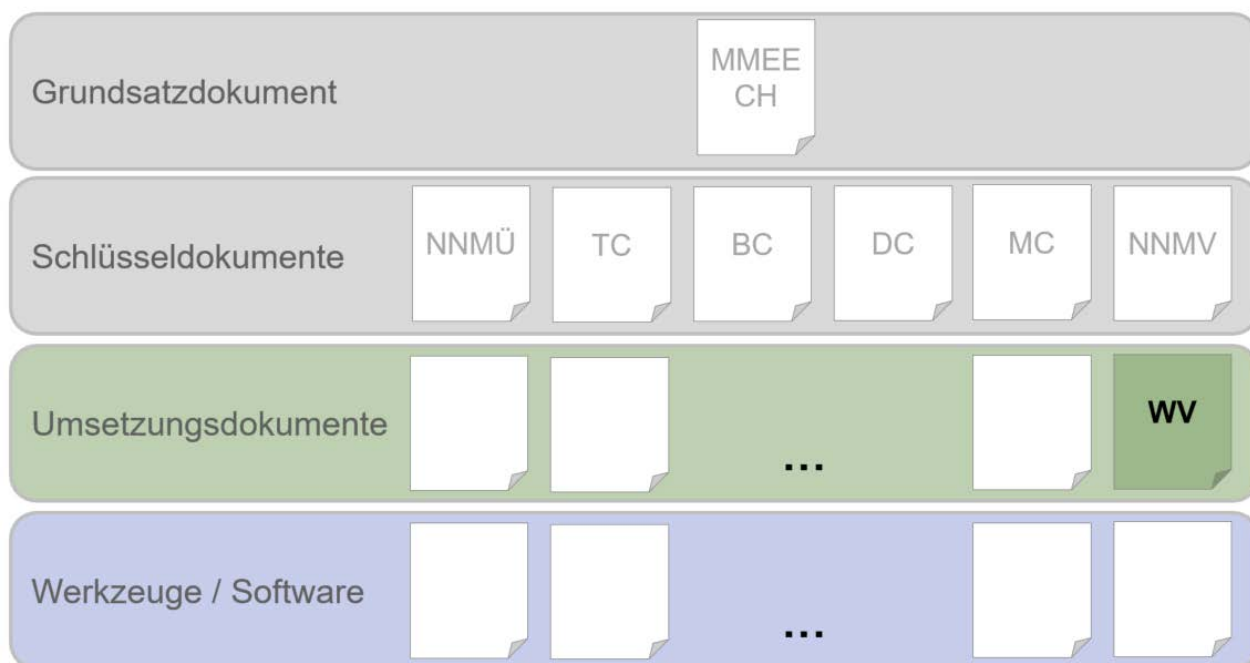 Grundsatzdokument
MMEE
CH
Schlüsseldokumente
NNMÜ
TC
BC
DC
MC
NNMV
Umsetzungsdokumente
...
WV
Werkzeuge / Software
...